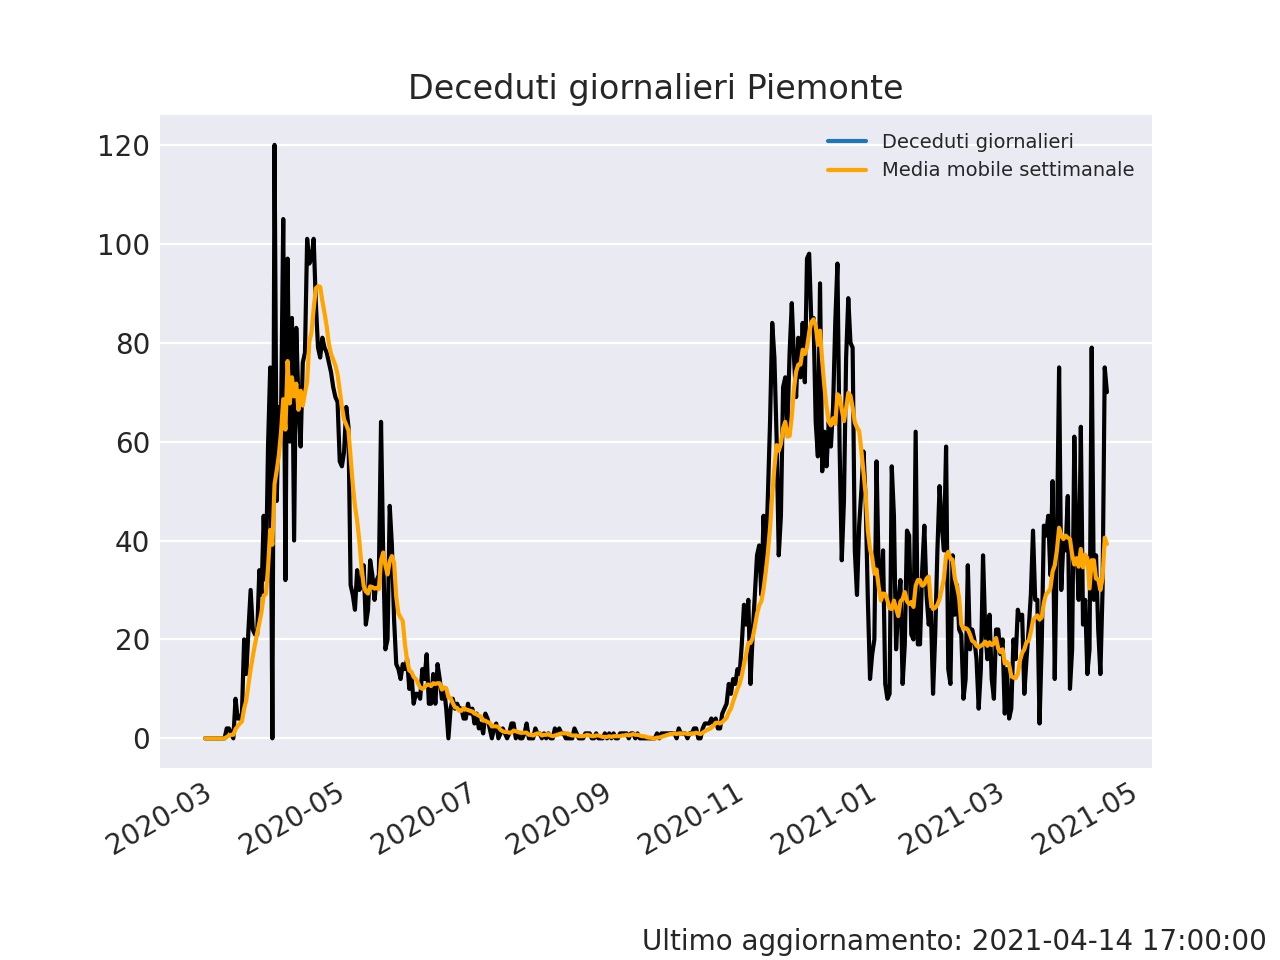 Deceduti giornalieri Piemonte
Deceduti giornalieri
Media mobile settimanale
120
100
80
60
40
20
0
2020-03 2020-05 2020-07 2020-09 2020-11 2021-01 2021-03 2021-05
Ultimo aggiornamento: 2021-04-14 17:00:00